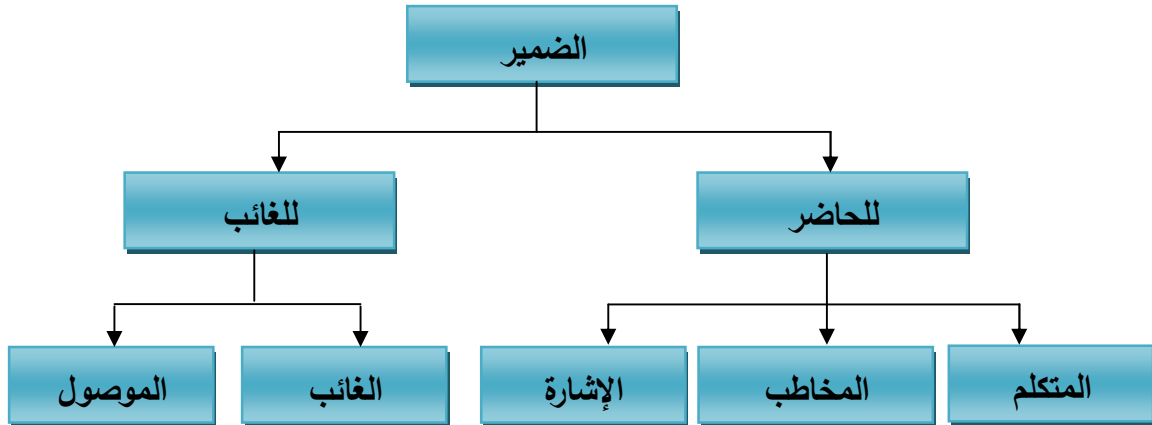 الضمير
للحاضر
للغائب
المتكلم
المخاطب
الإشارة
الغائب
الموصول